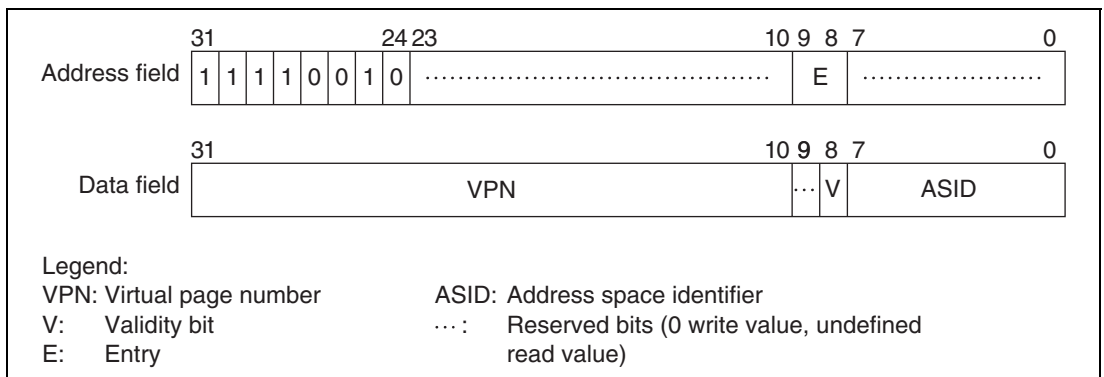 31 24 23 10 9 8 7 0
Address field 1 1 1 1 0 0 1 0 ⋯ E ⋯
31 10 9 8 7 0
Data field VPN ⋯ V ASID
Legend:
VPN: Virtual page number ASID: Address space identifier
V: Validity bit ⋯ : Reserved bits (0 write value, undefined
E: Entry read value)